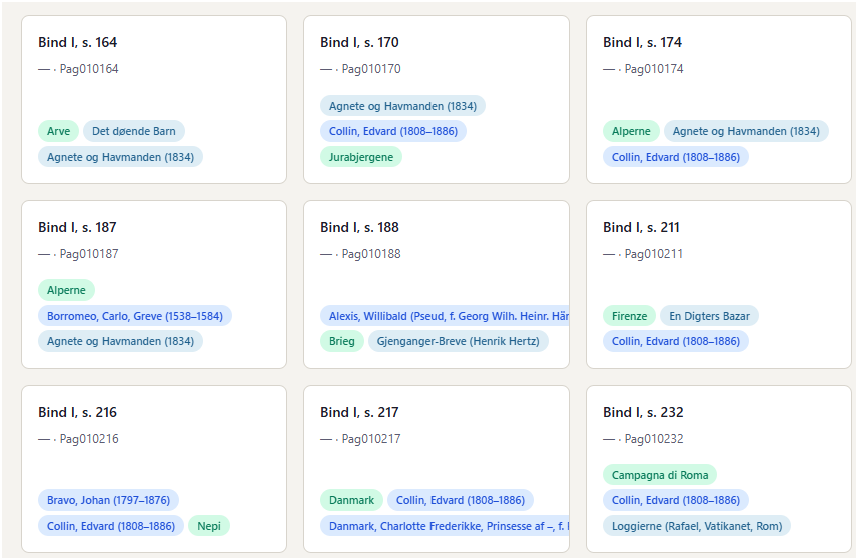 Bind I, s. 164
— · Pag010164
Arve
Det døende Barn
Agnete og Havmanden (1834)
Bind I, s. 170
— · Pag010170
Agnete og Havmanden (1834)
Collin, Edvard (1808–1886)
Jurabjergene
Bind I, s. 174
— · Pag010174
Alperne
Agnete og Havmanden (1834)
Collin, Edvard (1808–1886)
Bind I, s. 187
— · Pag010187
Alperne
Borromeo, Carlo, Greve (1538–1584)
Agnete og Havmanden (1834)
Bind I, s. 188
— · Pag010188
Alexis, Willibald (Pseud, f. Georg Wilh. Heinr. Här
Brieg
Gjenganger-Breve (Henrik Hertz)
Bind I, s. 211
— · Pag010211
Firenze
En Digters Bazar
Collin, Edvard (1808–1886)
Bind I, s. 216
— · Pag010216
Bravo, Johan (1797–1876)
Collin, Edvard (1808–1886)
Nepi
Bind I, s. 217
— · Pag010217
Danmark
Collin, Edvard (1808–1886)
Danmark, Charlotte Frederikke, Prinsesse af –, f.
Bind I, s. 232
— · Pag010232
Campagna di Roma
Collin, Edvard (1808–1886)
Loggierne (Rafael, Vatikanet, Rom)